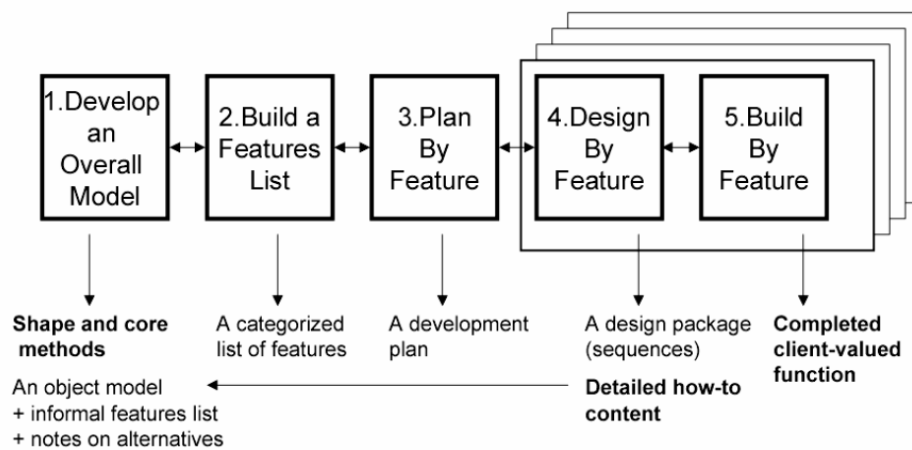 1.Develop
an
Overall
Model
2.Build a
Features
List
3.Plan
By
Feature
4.Design
By
Feature
5.Build
By
Feature
Shape and core
methods
An object model
+ informal features list
+ notes on alternatives
A categorized
list of features
A development
plan
A design package
(sequences)
Detailed how-to
content
Completed
client-valued
function